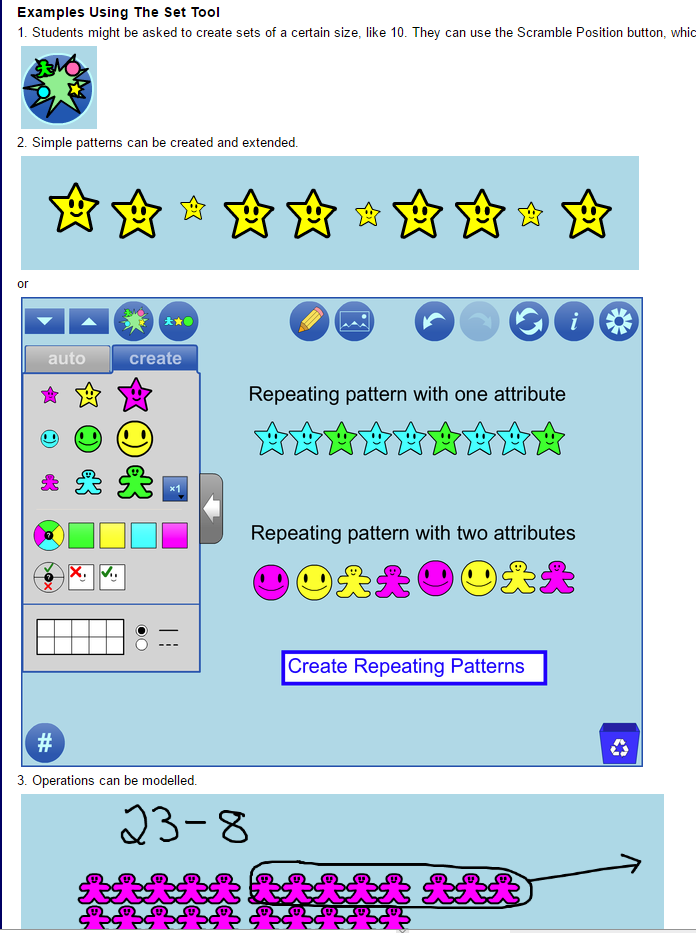 Examples Using The Set Tool
1. Students might be asked to create sets of a certain size, like 10. They can use the Scramble Position button, whic
2. Simple patterns can be created and extended.
or
auto create
Repeating pattern with one attribute
×1
Repeating pattern with two attributes
Create Repeating Patterns
#
3. Operations can be modelled.
23-8